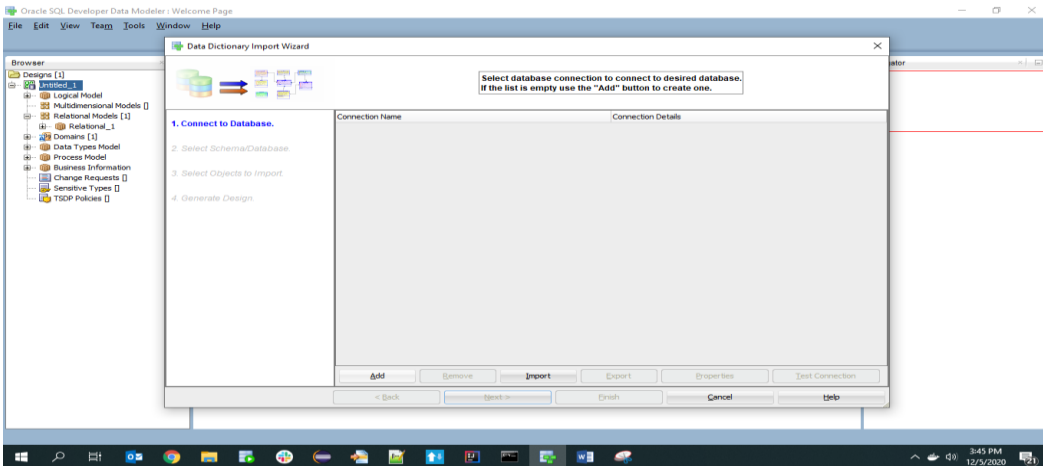 Oracle SQL Developer Data Modeler : Welcome Page
File Edit View Team Tools Window Help
Data Dictionary Import Wizard
Browser
Designs [1]
Untitled_1
Logical Model
Multidimensional Models []
Relational Models [1]
Relational_1
Domains [1]
Data Types Model
Process Model
Business Information
Change Requests []
Sensitive Types []
TSDP Policies []
Select database connection to connect to desired database.
If the list is empty use the "Add" button to create one.
1. Connect to Database.
2. Select Schema/Database.
3. Select Objects to Import.
4. Generate Design.
Connection Name Connection Details
Add Remove Import Export Properties Test Connection
< Back Next > Finish Cancel Help
ator
3:45 PM
12/5/2020
21